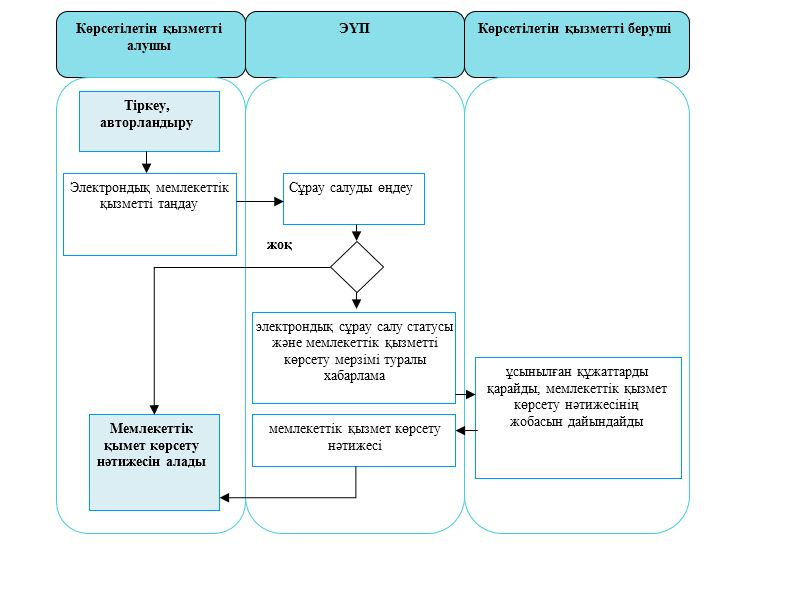 Көрсетілетін қызметті
алушы
ЭҮП
Көрсетілетін қызметті беруші
Тіркеу,
авторландыру
Электрондық мемлекеттік
қызметті таңдау
Сұрау салуды өңдеу
жоқ
электрондық сұрау салу статусы
және мемлекеттік қызметті
көрсету мерзімі туралы
хабарлама
ұсынылған құжаттарды
қарайды, мемлекеттік қызмет
көрсету нәтижесінің
жобасын дайындайды
Мемлекеттік
қымет көрсету
нәтижесін алады
мемлекеттік қызмет көрсету
нәтижесі